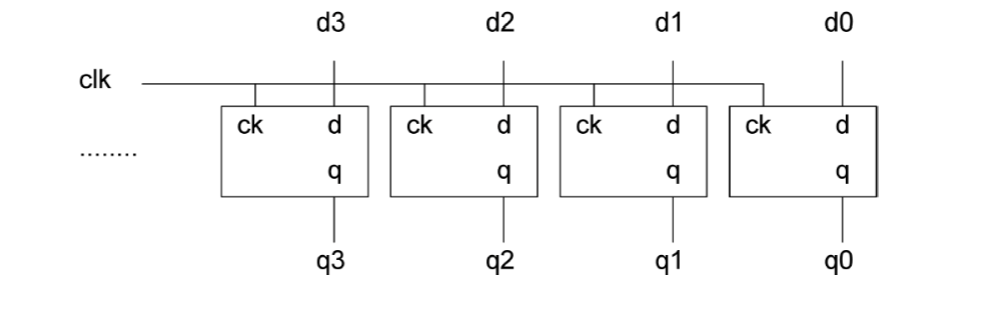 d3 d2 d1 d0
clk
ck d ck d ck d ck d
........
q q q q
q3 q2 q1 q0